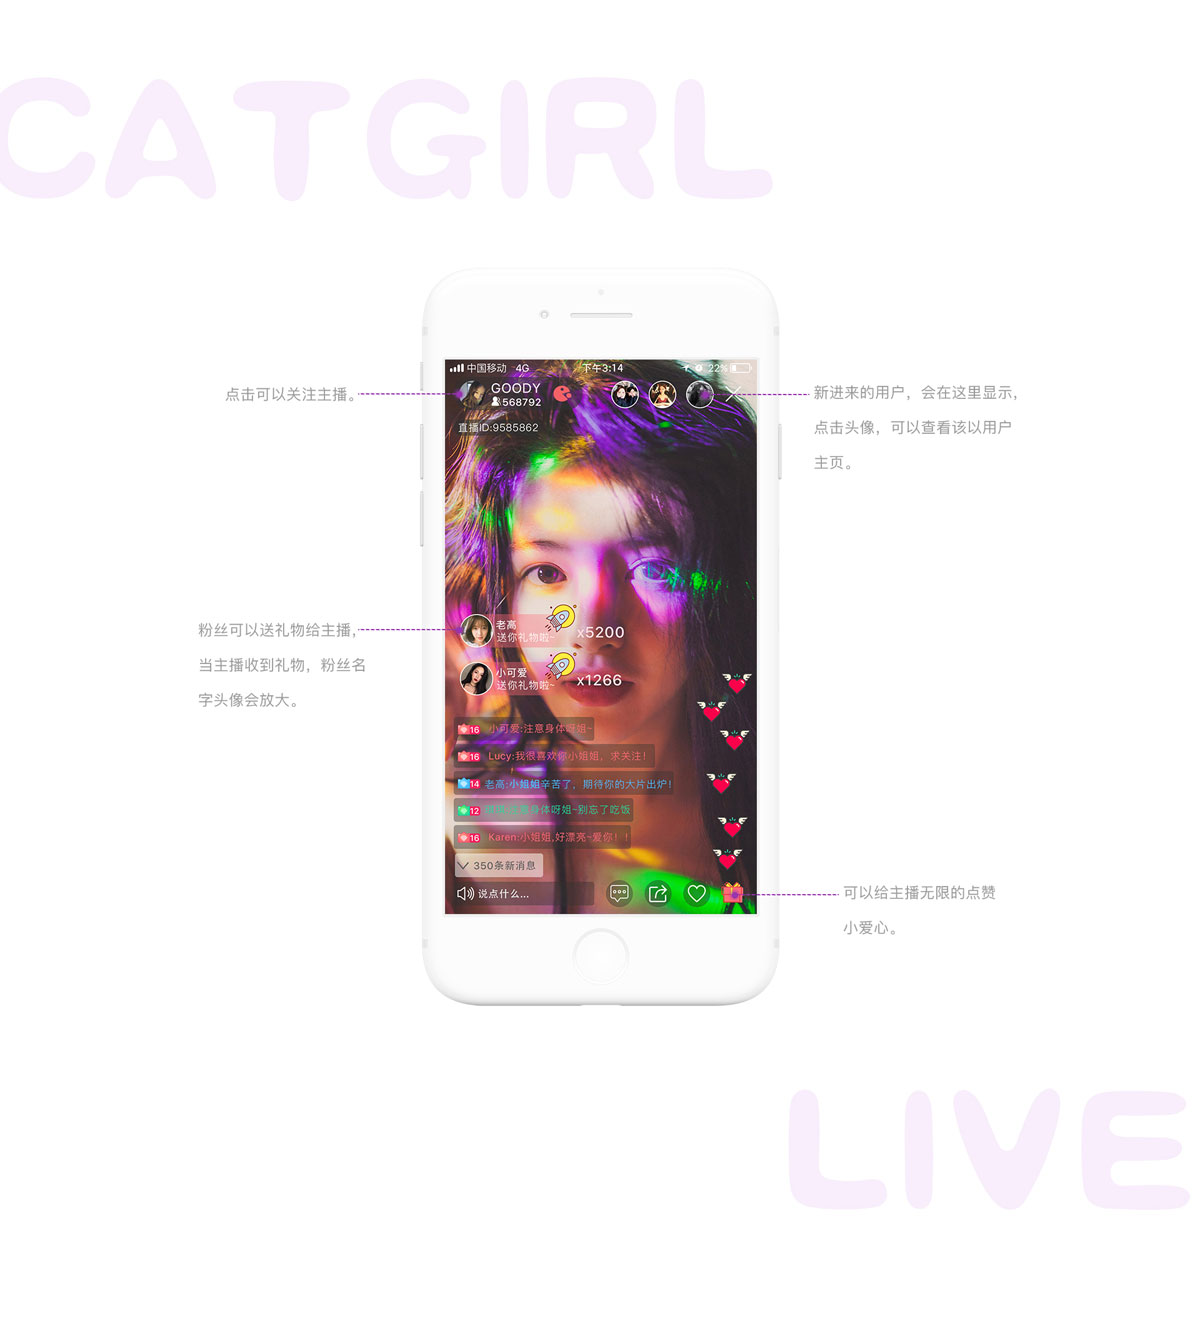 CATGIRL
中国移动 4G 下午3:14 22%
GOODY
568792
直播ID:9585862
点击可以关注主播。
新进来的用户，会在这里显示，
点击头像，可以查看该以用户
主页。
粉丝可以送礼物给主播，
当主播收到礼物，粉丝名
字头像会放大。
老高
送你礼物啦~
x5200
小可爱
送你礼物啦~
x1266
16 小可爱:注意身体呀姐~
16 Lucy:我很喜欢你小姐姐，求关注！
14 老高:小姐姐辛苦了，期待你的大片出炉！
12 身体呀姐~别忘了吃饭
16 Karen:小姐姐,好漂亮~爱你！！
350条新消息
说点什么...
可以给主播无限的点赞
小爱心。
LIVE